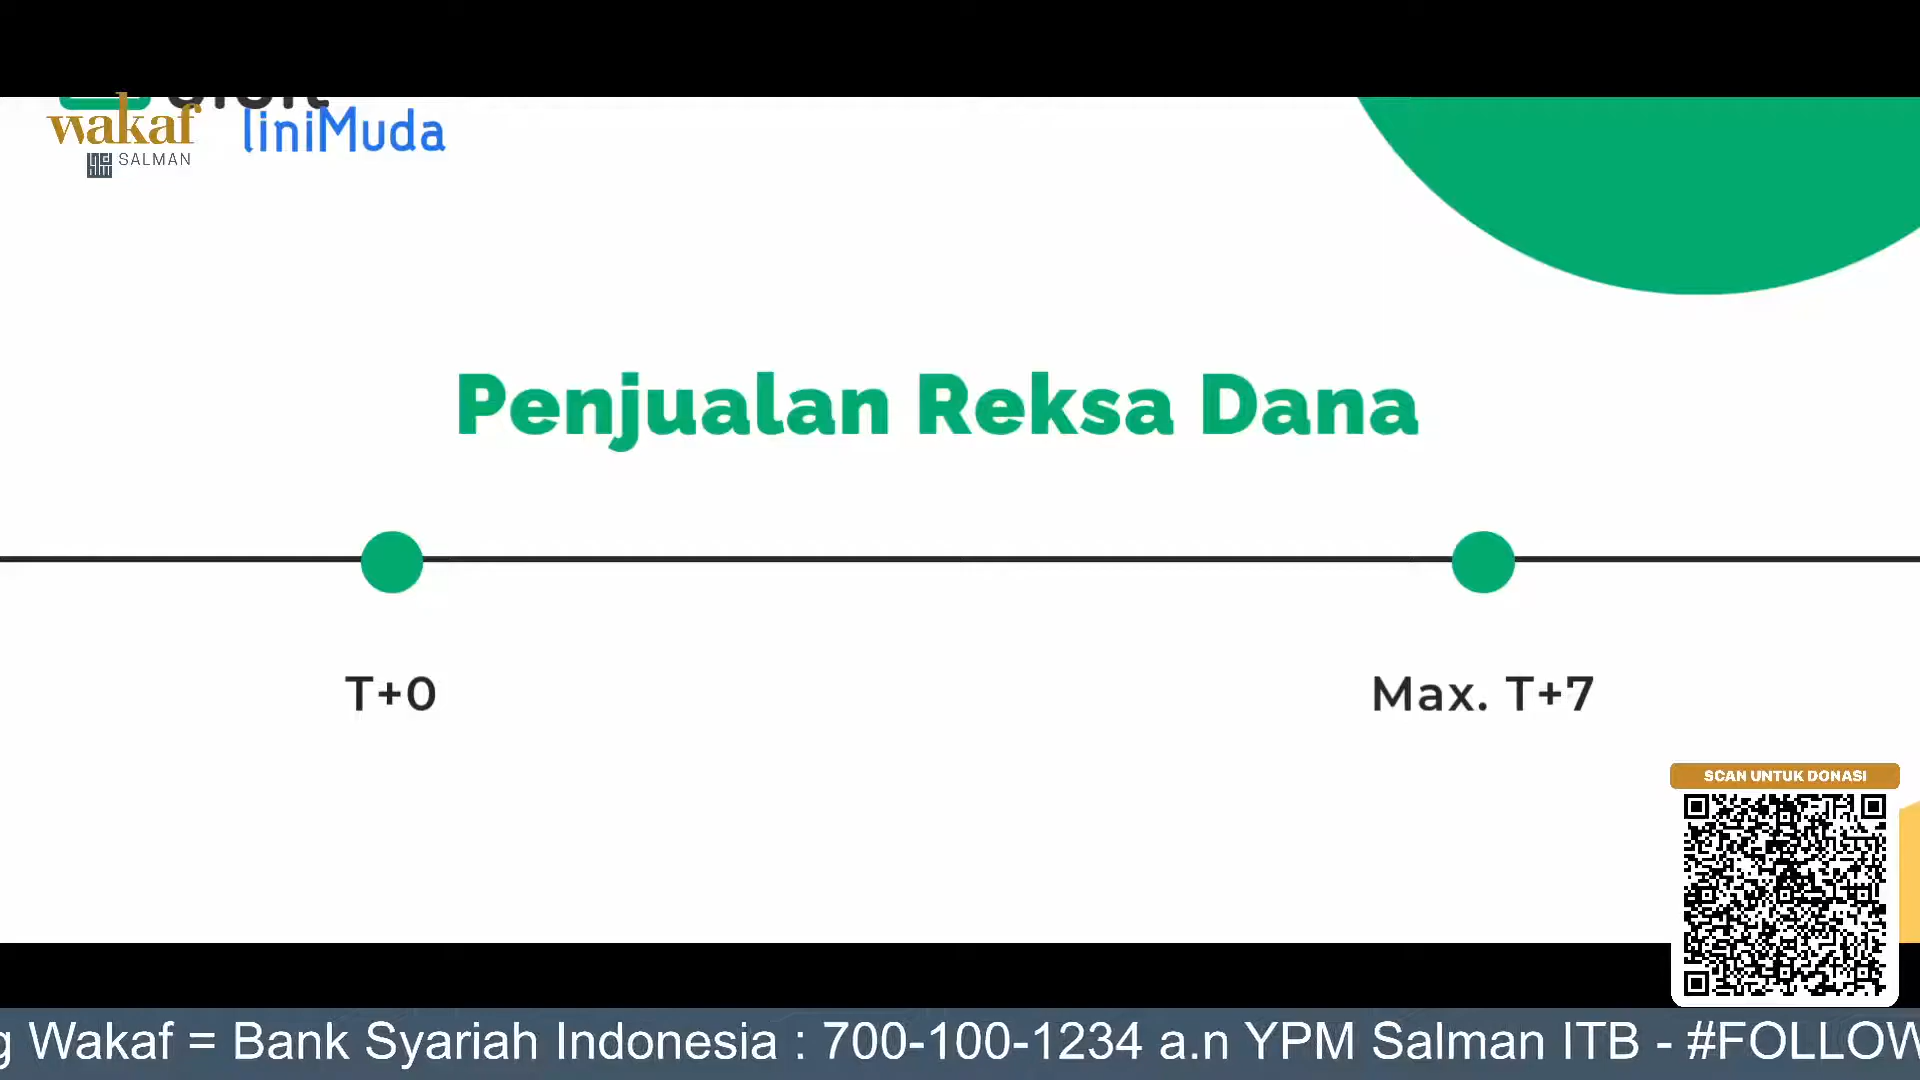 wakaf
SALMAN
liniMuda
Penjualan Reksa Dana
T+0
Max. T+7
SCAN UNTUK DONASI
g Wakaf = Bank Syariah Indonesia : 700-100-1234 a.n YPM Salman ITB - #FOLLOW